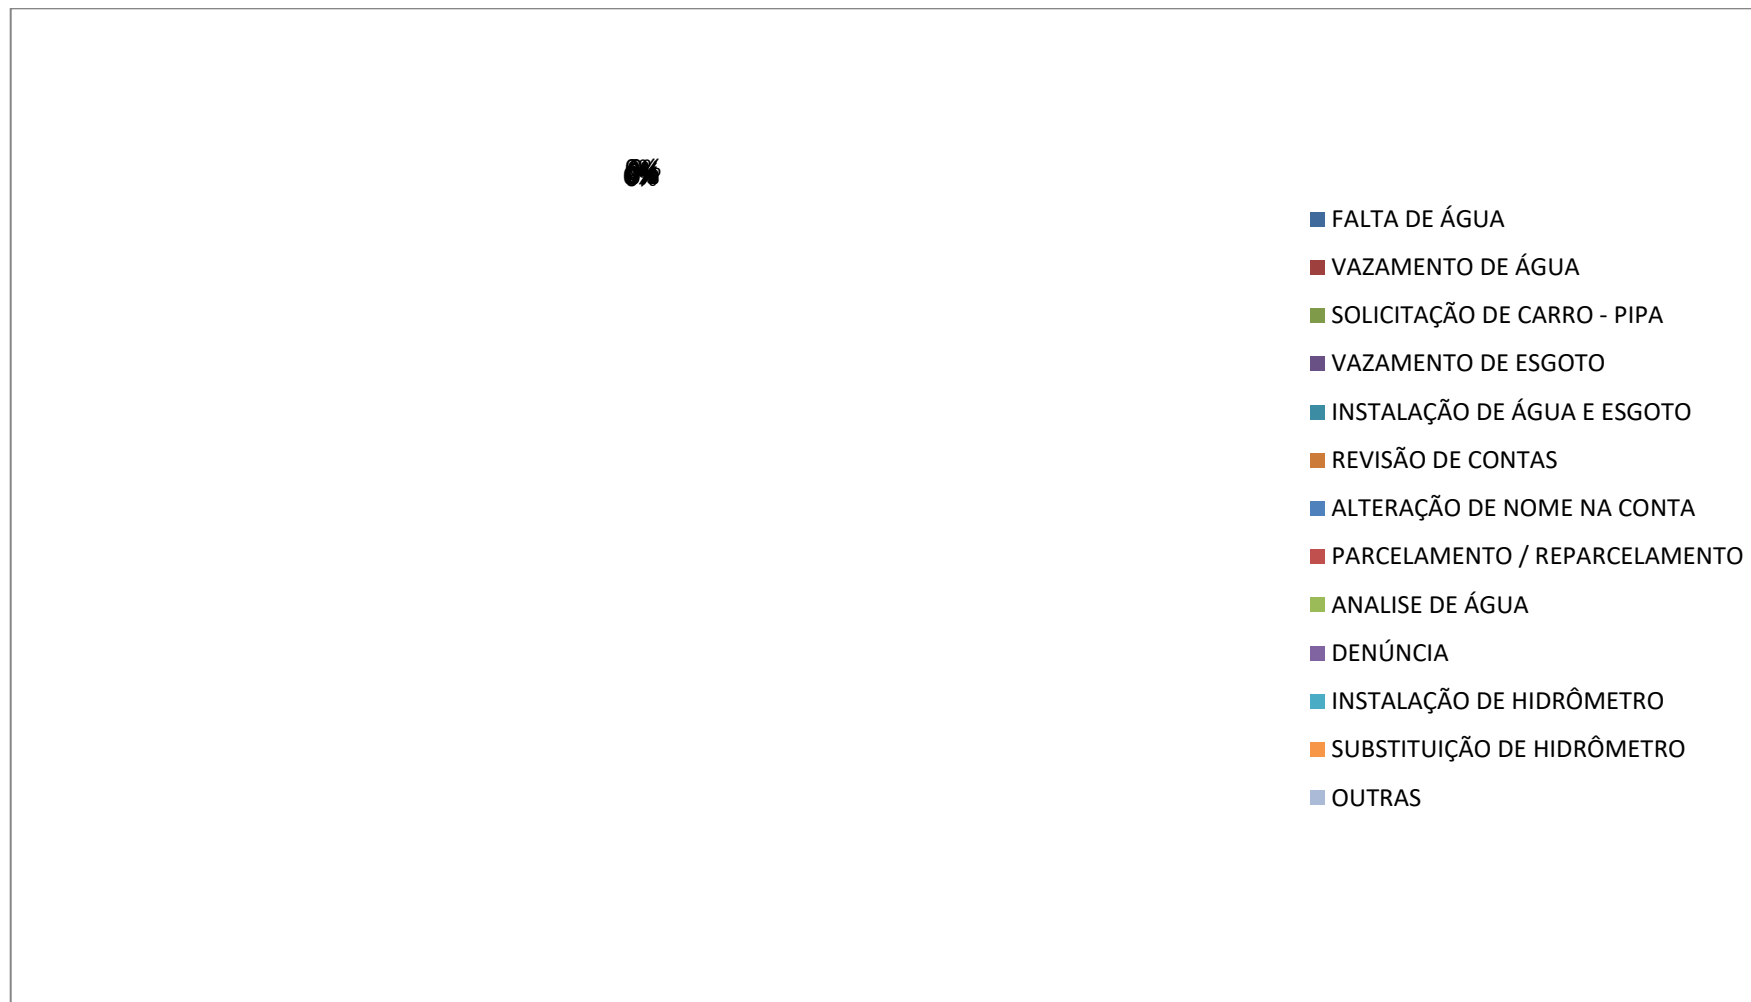 FALTA DE ÁGUA
VAZAMENTO DE ÁGUA
SOLICITAÇÃO DE CARRO - PIPA
VAZAMENTO DE ESGOTO
INSTALAÇÃO DE ÁGUA E ESGOTO
REVISÃO DE CONTAS
ALTERAÇÃO DE NOME NA CONTA
PARCELAMENTO / REPARCELAMENTO
ANALISE DE ÁGUA
DENÚNCIA
INSTALAÇÃO DE HIDRÔMETRO
SUBSTITUIÇÃO DE HIDRÔMETRO
OUTRAS